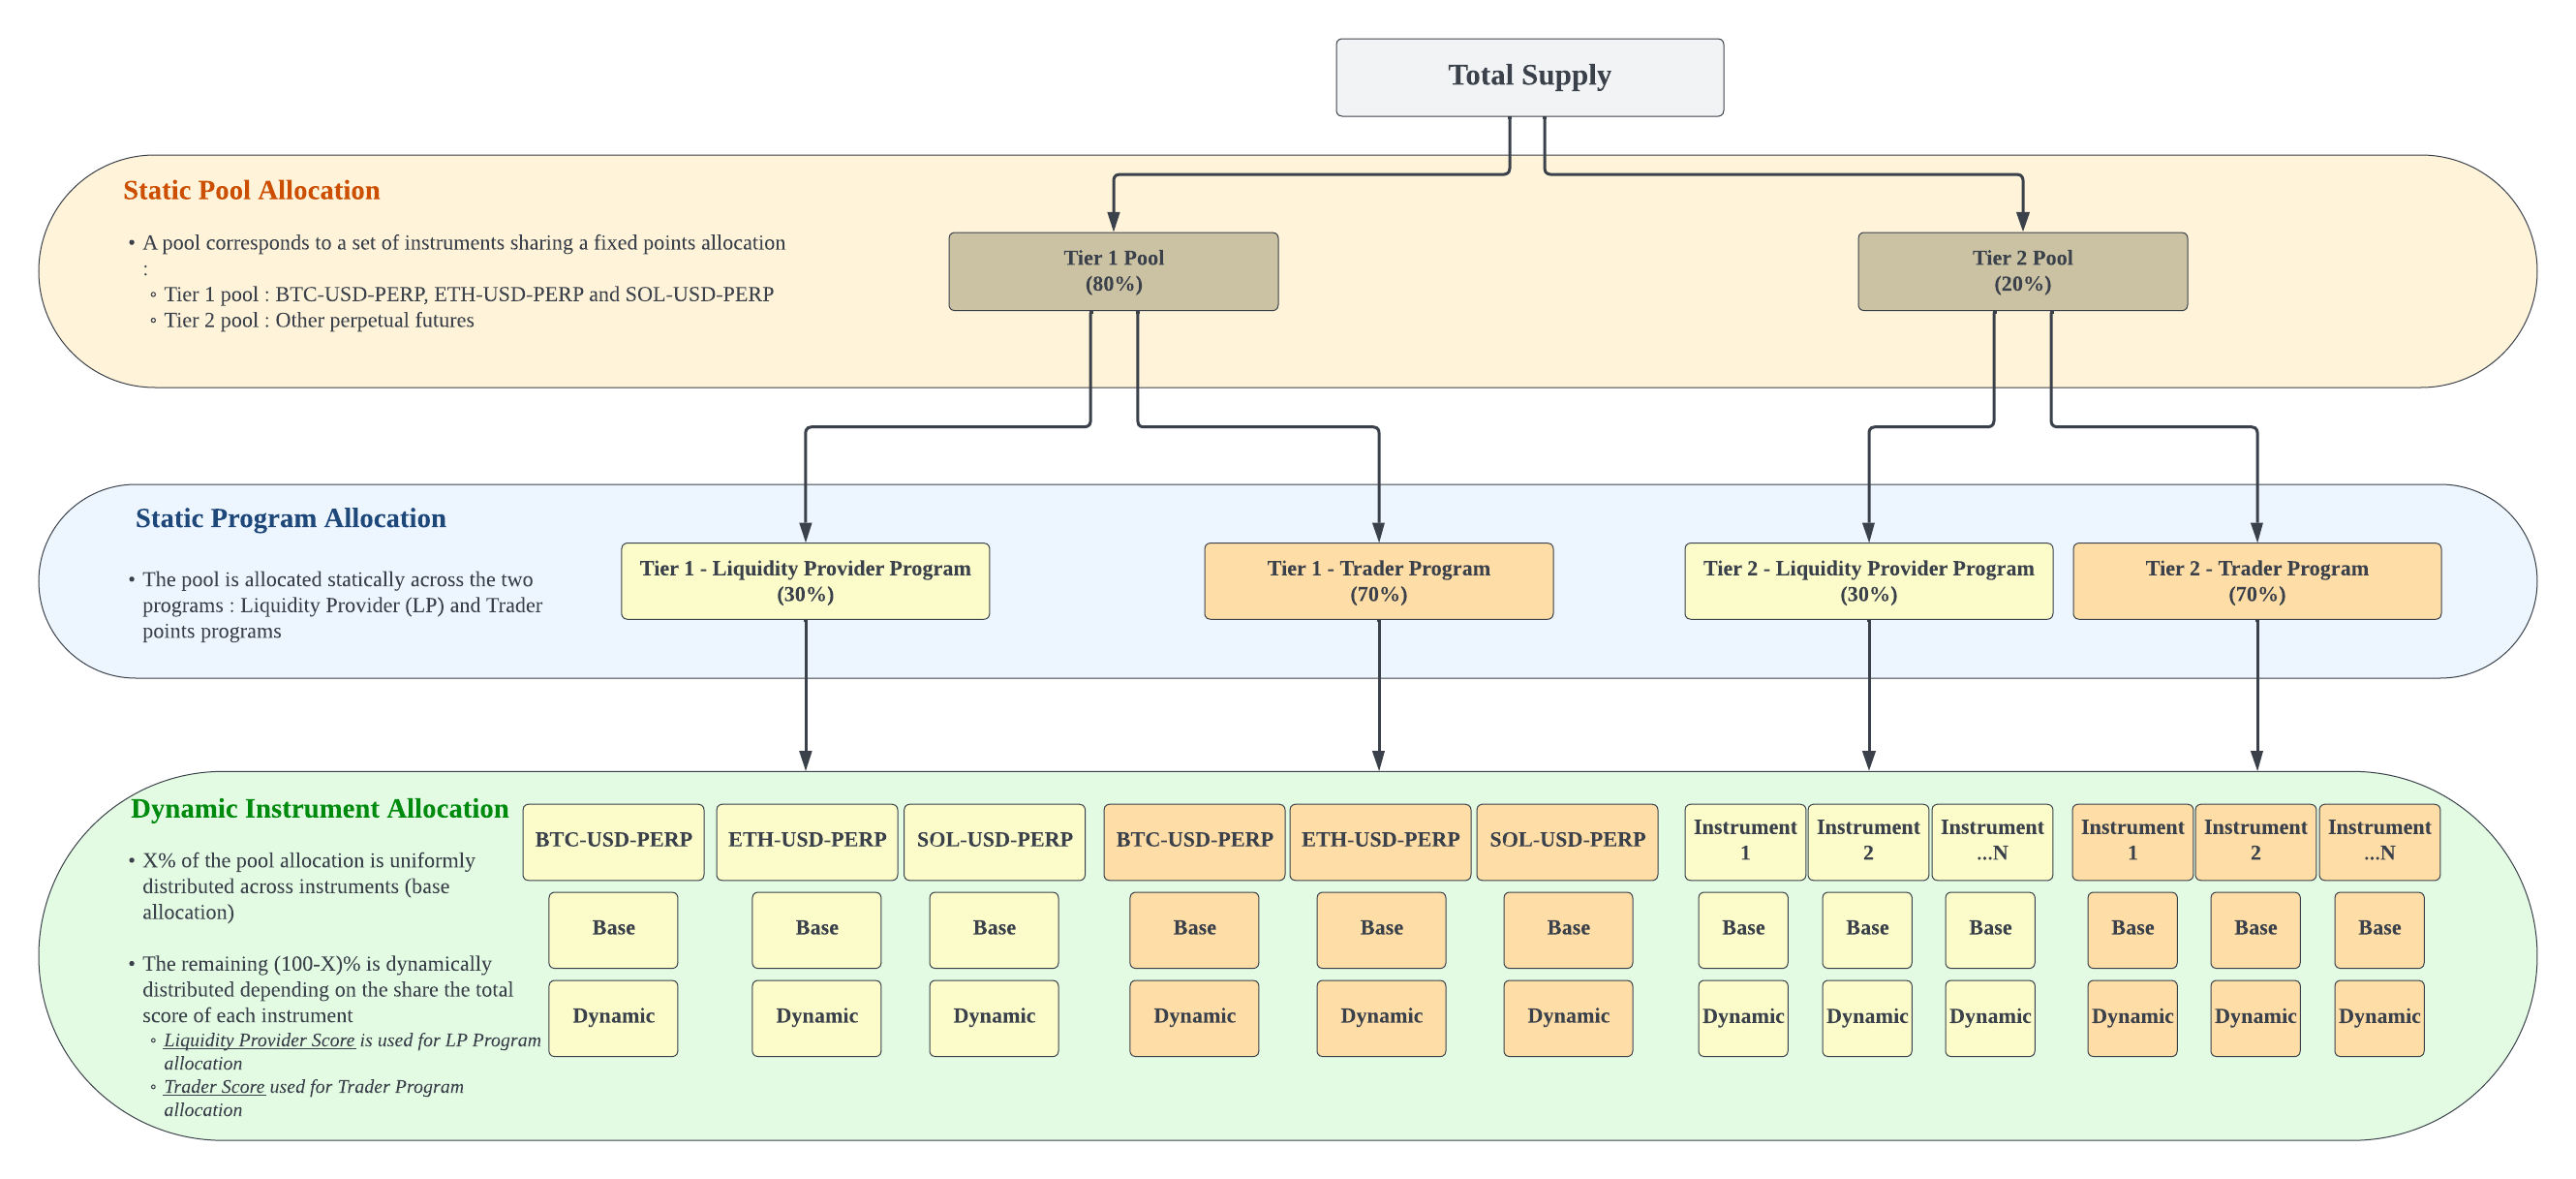 Total Supply
Static Pool Allocation
• A pool corresponds to a set of instruments sharing a fixed points allocation
:
◦ Tier 1 pool : BTC-USD-PERP, ETH-USD-PERP and SOL-USD-PERP
◦ Tier 2 pool : Other perpetual futures
Tier 1 Pool
(80%)
Tier 2 Pool
(20%)
Static Program Allocation
• The pool is allocated statically across the two
programs : Liquidity Provider (LP) and Trader
points programs
Tier 1 - Liquidity Provider Program
(30%)
Tier 1 - Trader Program
(70%)
Tier 2 - Liquidity Provider Program
(30%)
Tier 2 - Trader Program
(70%)
Dynamic Instrument Allocation
• X% of the pool allocation is uniformly
distributed across instruments (base
allocation)
• The remaining (100-X)% is dynamically
distributed depending on the share the total
score of each instrument
◦ Liquidity Provider Score is used for LP Program
allocation
◦ Trader Score used for Trader Program
allocation
BTC-USD-PERP
Base
Dynamic
ETH-USD-PERP
Base
Dynamic
SOL-USD-PERP
Base
Dynamic
BTC-USD-PERP
Base
Dynamic
ETH-USD-PERP
Base
Dynamic
SOL-USD-PERP
Base
Dynamic
Instrument
1
Base
Dynamic
Instrument
2
Base
Dynamic
Instrument
...N
Base
Dynamic
Instrument
1
Base
Dynamic
Instrument
2
Base
Dynamic
Instrument
...N
Base
Dynamic